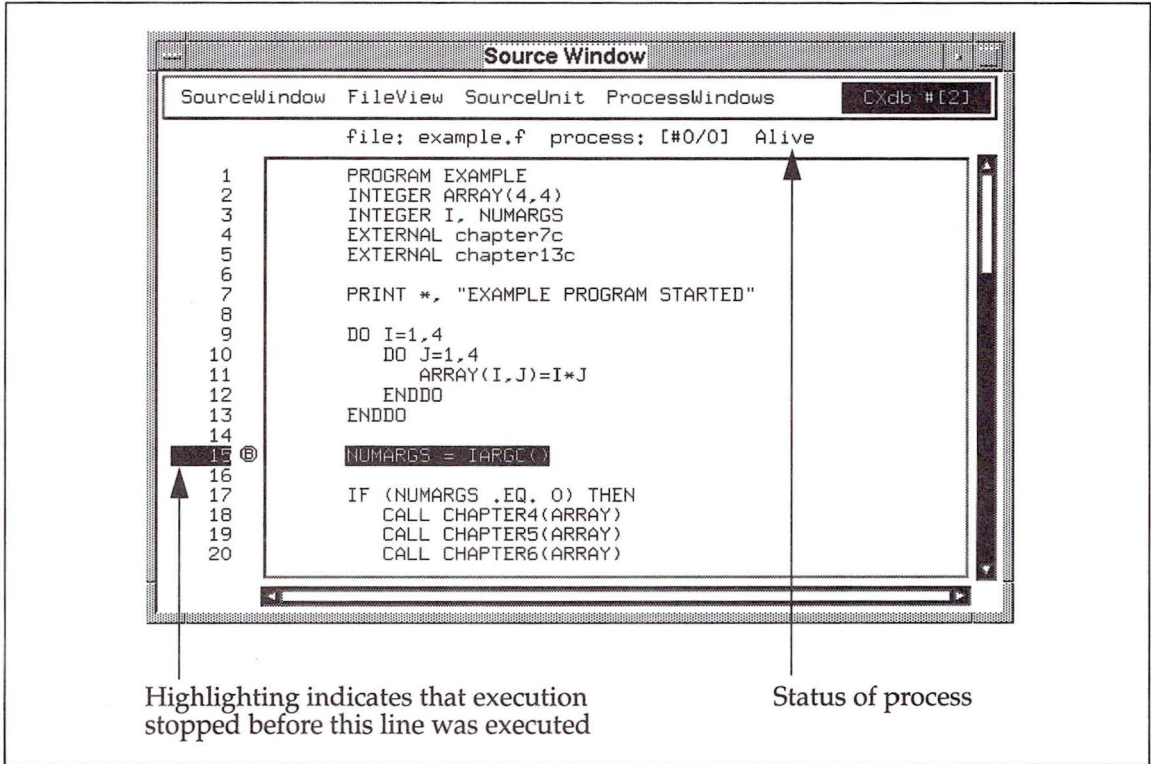 Source Window
SourceWindow FileView SourceUnit ProcessWindows CXdb #[2]
file: example.f process: [#0/0] Alive
1 PROGRAM EXAMPLE
2 INTEGER ARRAY(4,4)
3 INTEGER I, NUMARGS
4 EXTERNAL chapter7c
5 EXTERNAL chapter13c
6
7 PRINT *, "EXAMPLE PROGRAM STARTED"
8
9 DO I=1,4
10 DO J=1,4
11 ARRAY(I,J)=I*J
12 ENDDO
13 ENDDO
14
15 Ⓑ NUMARGS = IARGC()
16
17 IF (NUMARGS .EQ. 0) THEN
18 CALL CHAPTER4(ARRAY)
19 CALL CHAPTER5(ARRAY)
20 CALL CHAPTER6(ARRAY)
Highlighting indicates that execution
stopped before this line was executed
Status of process